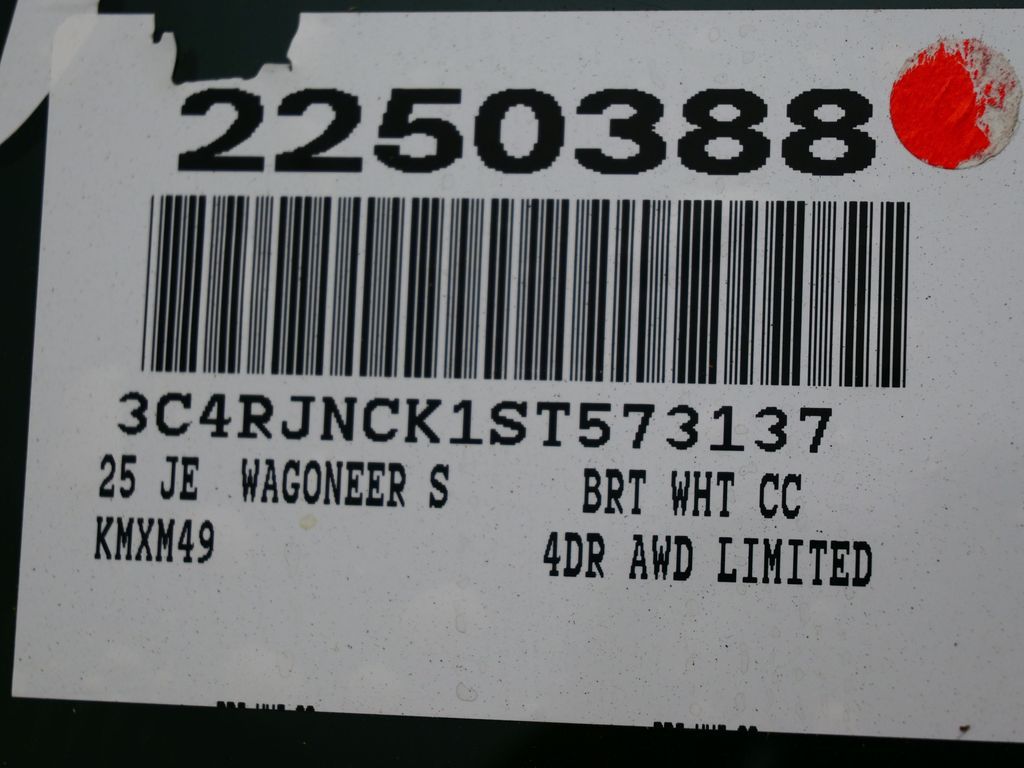 2250388
3C4RJNCK1ST573137
25 JE WAGONEER S BRT WHT CC
KMXM49 4DR AWD LIMITED